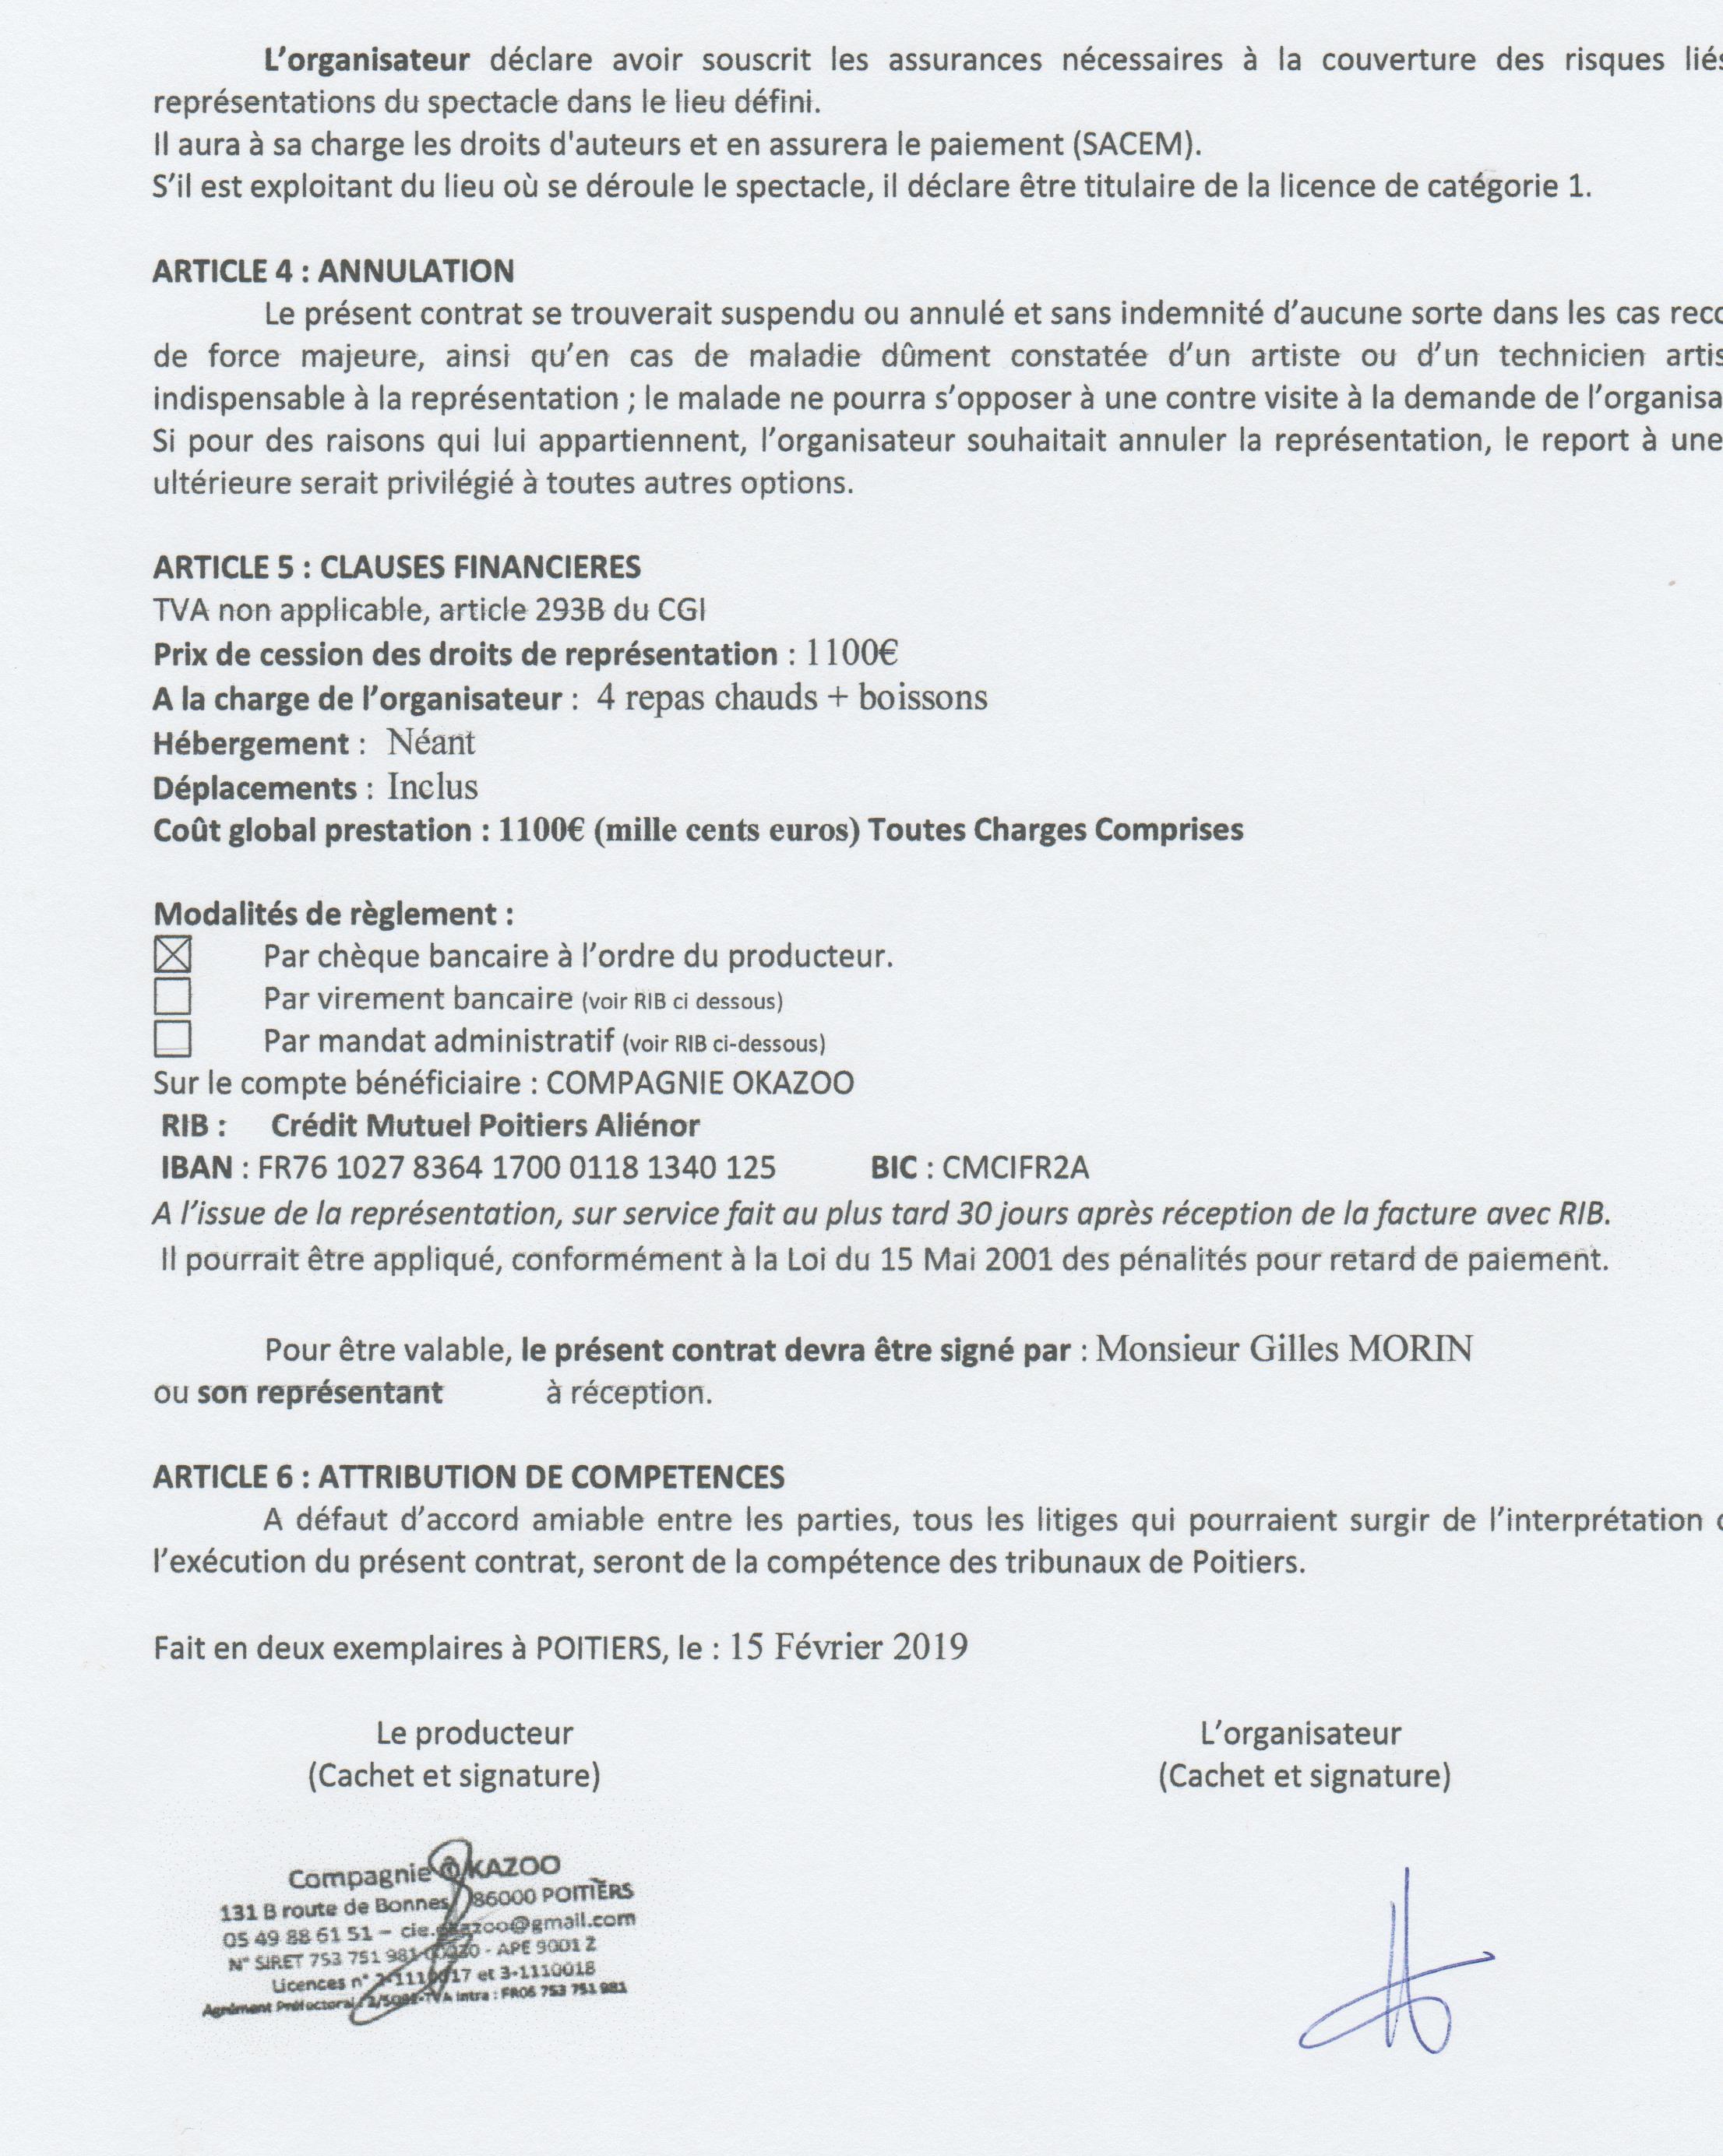 L'organisateur déclare avoir souscrit les assurances nécessaires à la couverture des risques liés
représentations du spectacle dans le lieu défini.
Il aura à sa charge les droits d'auteurs et en assurera le paiement (SACEM).
S'il est exploitant du lieu où se déroule le spectacle, il déclare être titulaire de la licence de catégorie 1.
ARTICLE 4 : ANNULATION
Le présent contrat se trouverait suspendu ou annulé et sans indemnité d'aucune sorte dans les cas reco
de force majeure, ainsi qu'en cas de maladie dûment constatée d'un artiste ou d'un technicien artis
indispensable à la représentation ; le malade ne pourra s'opposer à une contre visite à la demande de l'organisa
Si pour des raisons qui lui appartiennent, l'organisateur souhaitait annuler la représentation, le report à une
ultérieure serait privilégié à toutes autres options.
ARTICLE 5 : CLAUSES FINANCIERES
TVA non applicable, article 293B du CGI
Prix de cession des droits de représentation : 1100€
A la charge de l'organisateur : 4 repas chauds + boissons
Hébergement : Néant
Déplacements : Inclus
Coût global prestation : 1100€ (mille cents euros) Toutes Charges Comprises
Modalités de règlement :
Par chèque bancaire à l'ordre du producteur.
Par virement bancaire (voir RIB ci dessous)
Par mandat administratif (voir RIB ci-dessous)
Sur le compte bénéficiaire : COMPAGNIE OKAZOO
RIB : Crédit Mutuel Poitiers Aliénor
IBAN : FR76 1027 8364 1700 0118 1340 125 BIC : CMCIFR2A
A l'issue de la représentation, sur service fait au plus tard 30 jours après réception de la facture avec RIB.
Il pourrait être appliqué, conformément à la Loi du 15 Mai 2001 des pénalités pour retard de paiement.
Pour être valable, le présent contrat devra être signé par : Monsieur Gilles MORIN
ou son représentant à réception.
ARTICLE 6 : ATTRIBUTION DE COMPETENCES
A défaut d'accord amiable entre les parties, tous les litiges qui pourraient surgir de l'interprétation
l'exécution du présent contrat, seront de la compétence des tribunaux de Poitiers.
Fait en deux exemplaires à POITIERS, le : 15 Février 2019
Le producteur L'organisateur
(Cachet et signature) (Cachet et signature)
Compagnie OKAZOO
131 B route de Bonnes 86000 POITIERS
05 49 88 61 51 – cie.okazoo@gmail.com
N° SIRET 753 751 981 - APE 9001 Z
Licences n° et 3-1110018
Agrément Préfectoral TVA Intra : FR06 753 751 981